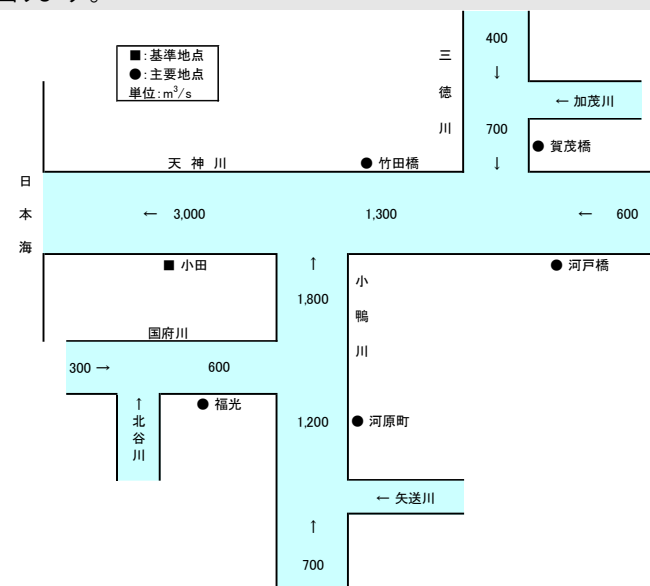 ■:基準地点
●:主要地点
単位:m³/s
三徳川
400
↓
← 加茂川
700
↓
● 賀茂橋
天神川
● 竹田橋
日本海
← 3,000
1,300
← 600
■ 小田
↑
1,800
小鴨川
● 河戸橋
国府川
300 →
600
↑
北谷川
● 福光
1,200
● 河原町
← 矢送川
↑
700